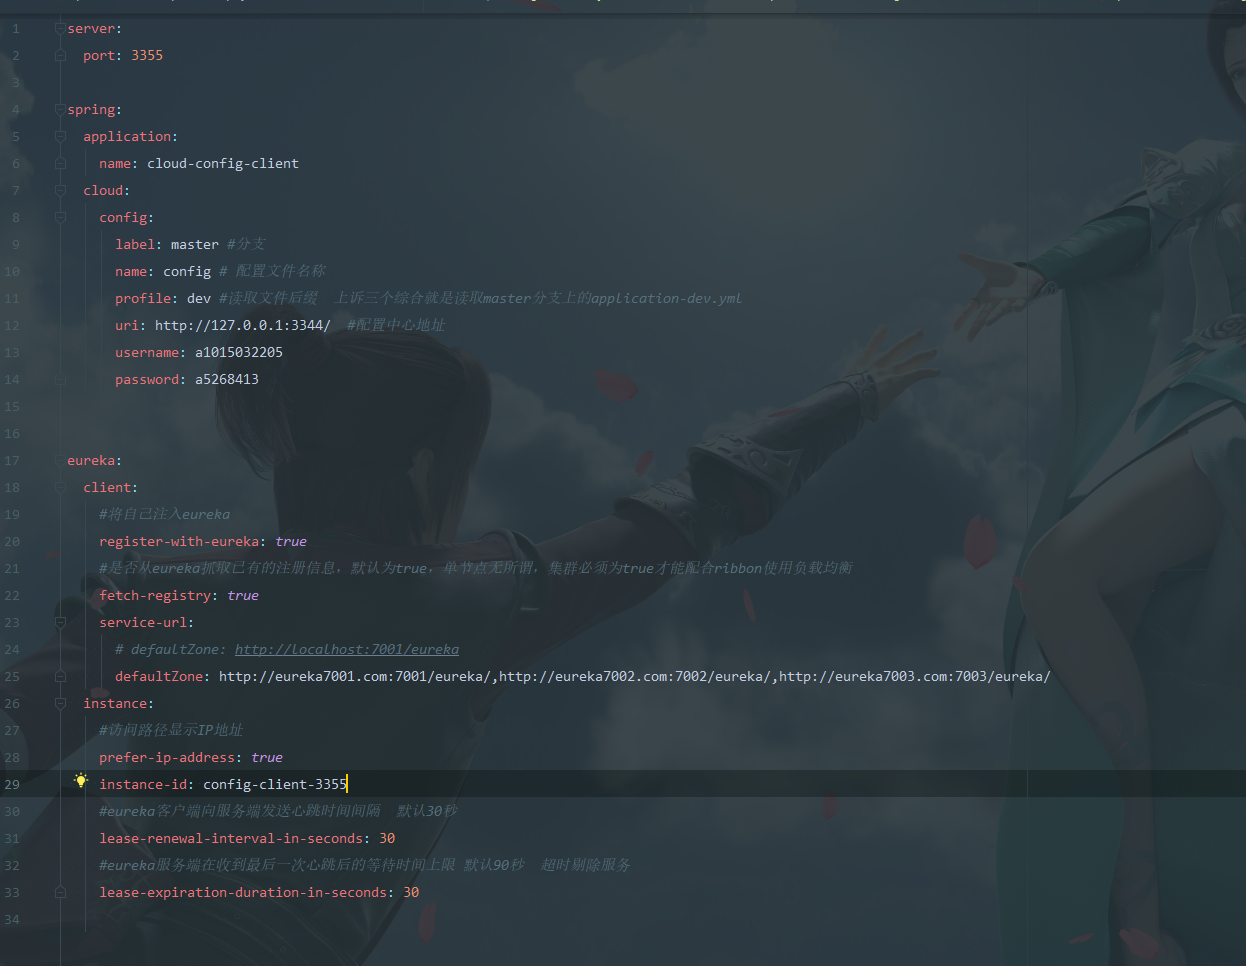 1 server:
2 port: 3355
3
4 spring:
5 application:
6 name: cloud-config-client
7 cloud:
8 config:
9 label: master #分支
10 name: config # 配置文件名称
11 profile: dev #读取文件后缀 上诉三个综合就是读取master分支上的application-dev.yml
12 uri: http://127.0.0.1:3344/ #配置中心地址
13 username: a1015032205
14 password: a5268413
15
16
17 eureka:
18 client:
19 #将自己注入eureka
20 register-with-eureka: true
21 #是否从eureka抓取已有的注册信息，默认为true，单节点无所谓，集群必须为true才能配合ribbon使用负载均衡
22 fetch-registry: true
23 service-url:
24 # defaultZone: http://localhost:7001/eureka
25 defaultZone: http://eureka7001.com:7001/eureka/,http://eureka7002.com:7002/eureka/,http://eureka7003.com:7003/eureka/
26 instance:
27 #访问路径显示IP地址
28 prefer-ip-address: true
29 instance-id: config-client-3355
30 #eureka客户端向服务端发送心跳时间间隔 默认30秒
31 lease-renewal-interval-in-seconds: 30
32 #eureka服务端在收到最后一次心跳后的等待时间上限 默认90秒 超时剔除服务
33 lease-expiration-duration-in-seconds: 30
34